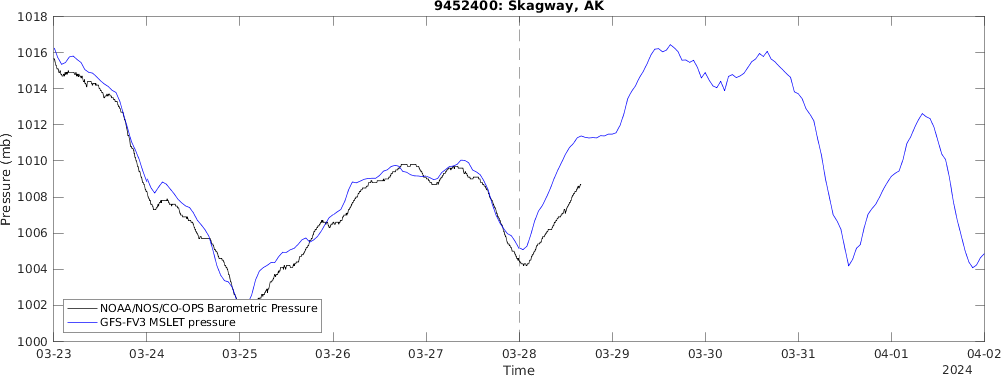 9452400: Skagway, AK
Pressure (mb)
1018
1016
1014
1012
1010
1008
1006
1004
1002
1000
NOAA/NOS/CO-OPS Barometric Pressure
GFS-FV3 MSLET pressure
03-23 03-24 03-25 03-26 03-27 03-28 03-29 03-30 03-31 04-01 04-02
Time
2024